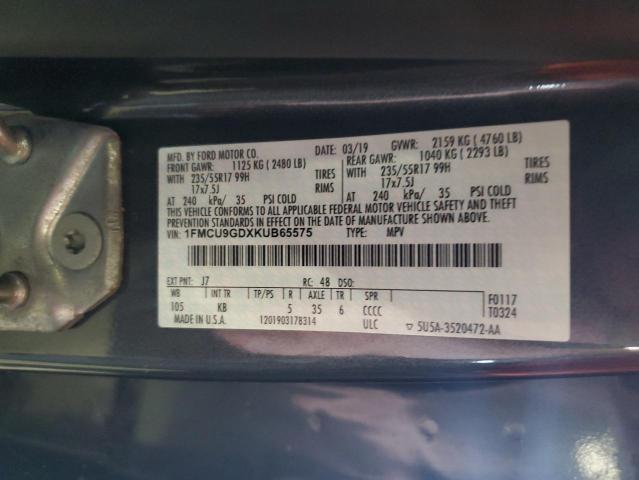 MFD. BY FORD MOTOR CO. DATE: 03/19 GVWR: 2159 KG ( 4760 LB)
FRONT GAWR: 1125 KG ( 2480 LB) REAR GAWR: 1040 KG ( 2293 LB)
WITH 235/55R17 99H TIRES WITH 235/55R17 99H TIRES
17x7.5J RIMS 17x7.5J RIMS
AT 240 kPa/ 35 PSI COLD AT 240 kPa/ 35 PSI COLD
THIS VEHICLE CONFORMS TO ALL APPLICABLE FEDERAL MOTOR VEHICLE SAFETY AND THEFT
PREVENTION STANDARDS IN EFFECT ON THE DATE OF MANUFACTURE SHOWN ABOVE.
VIN: 1FMCU9GDXKUB65575 TYPE: MPV
EXT PNT: J7 RC: 48 DSO: F0117
WB INT TR TP/PS R AXLE TR SPR T0324
105 KB 5 35 6 CCCC
MADE IN U.S.A. 1201903178314 ULC ▽ 5U5A-3520472-AA